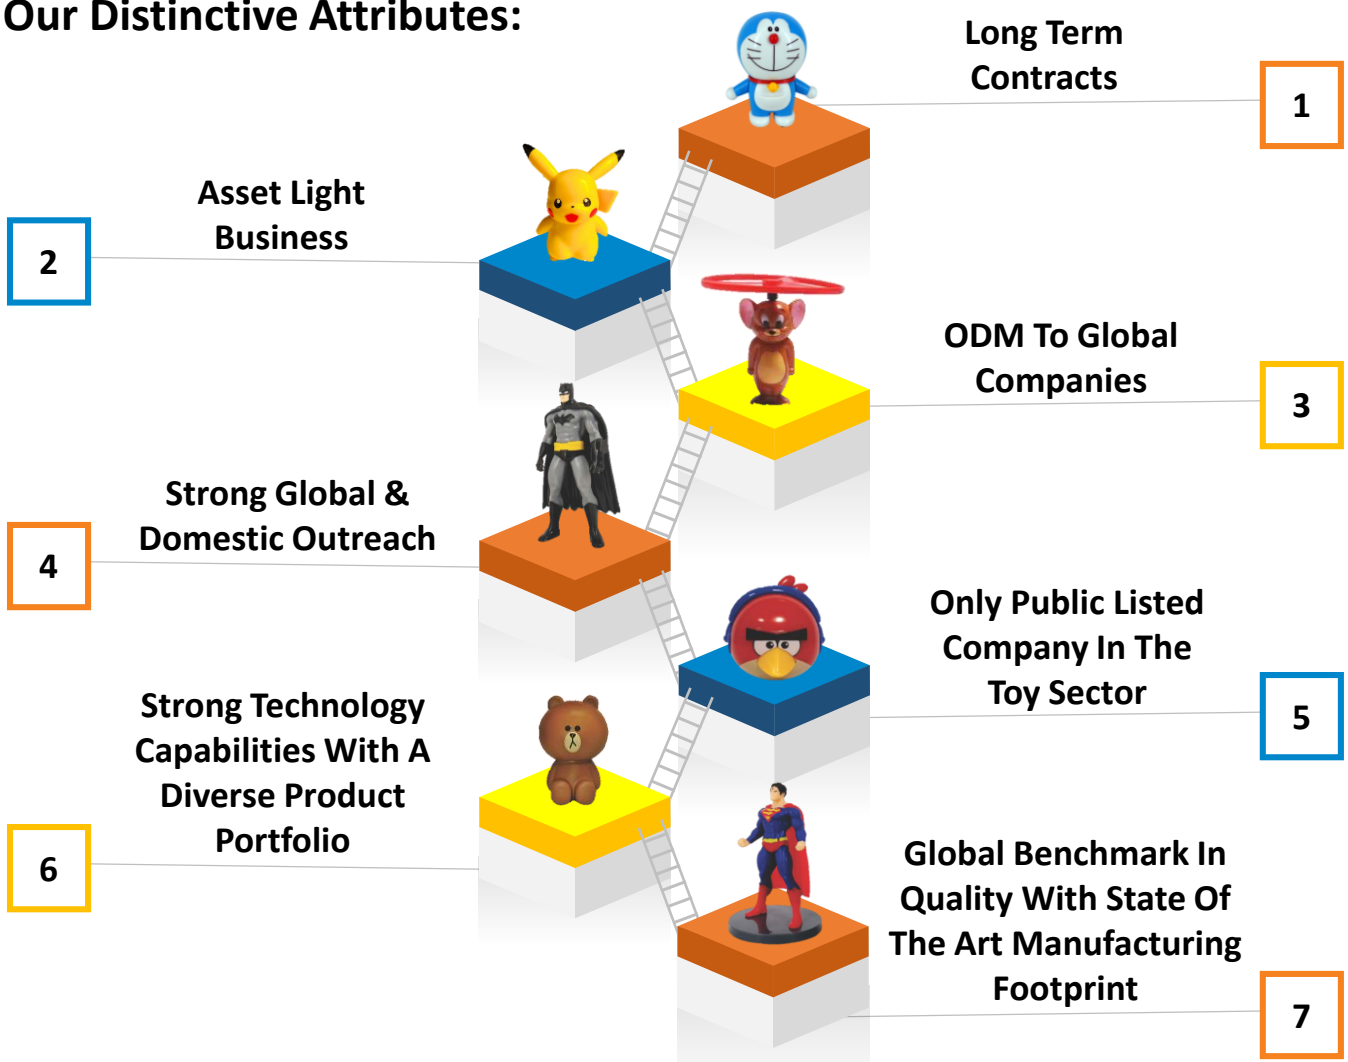 Our Distinctive Attributes:
Long Term
Contracts
1
Asset Light
Business
2
ODM To Global
Companies
3
Strong Global &
Domestic Outreach
4
Only Public Listed
Company In The
Toy Sector
5
Strong Technology
Capabilities With A
Diverse Product
Portfolio
6
Global Benchmark In
Quality With State Of
The Art Manufacturing
Footprint
7